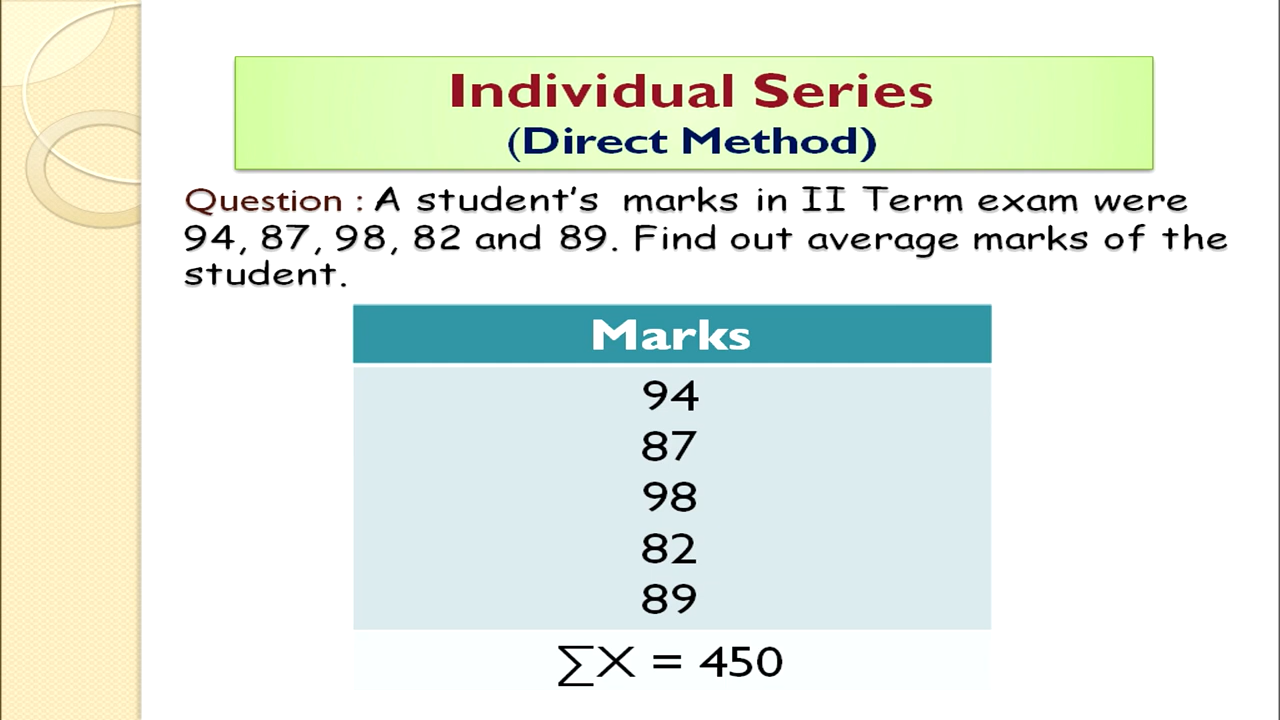 Individual Series
(Direct Method)
Question : A student's marks in II Term exam were
94, 87, 98, 82 and 89. Find out average marks of the
student.
Marks
94
87
98
82
89
∑X = 450